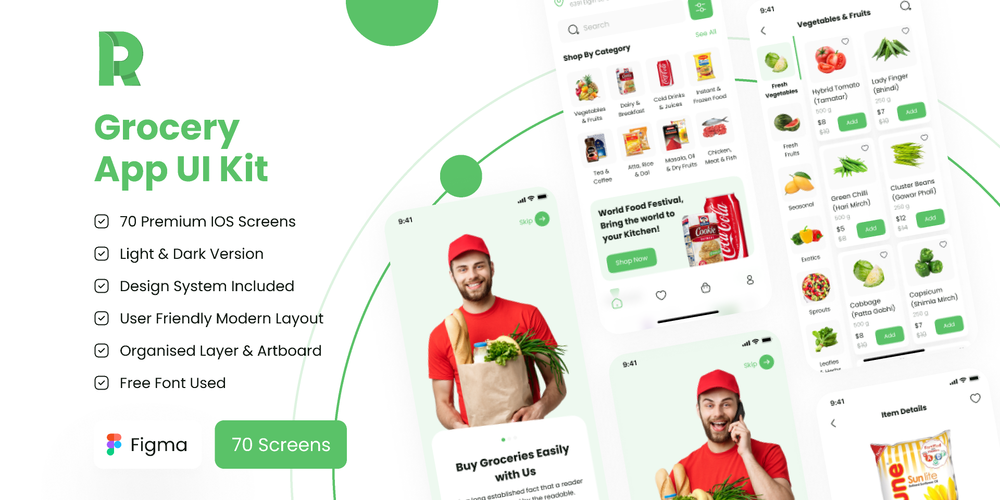 Grocery
App UI Kit
70 Premium IOS Screens
Light & Dark Version
Design System Included
User Friendly Modern Layout
Organised Layer & Artboard
Free Font Used
Figma
70 Screens
9:41
Skip
Buy Groceries Easily
with Us
long established fact that a reader
by the readable.
Search
See All
Shop By Category
Vegetables
& Fruits
Dairy &
Breakfast
Cold Drinks
& Juices
Instant &
Frozen Food
Tea &
Coffee
Atta, Rice
& Dal
Masala, Oil
& Dry Fruits
Chicken,
Meat & Fish
World Food Festival,
Bring the world to
your Kitchen!
Shop Now
Cookie
Coca-Cola
9:41
Skip
9:41
Vegetables & Fruits
Fresh
Vegetables
Fresh
Fruits
Seasonal
Exotics
Sprouts
Leafies
& Herbs
Hybrid Tomato
(Tamatar)
500 g
$8
$10
Add
Lady Finger
(Bhindi)
250 g
$7
$10
Add
Green Chilli
(Hari Mirch)
500 g
$5
$8
Add
Cluster Beans
(Gawar Phali)
250 g
$12
$14
Add
Cabbage
(Patta Gobhi)
500 g
$8
$10
Add
Capsicum
(Shimla Mirch)
250 g
$7
$10
Add
9:41
Item Details
Sunlite